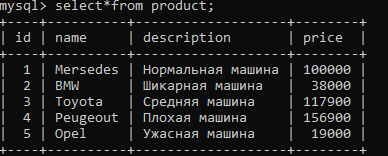 mysql> select*from product;
+----+-----------+-------------------+--------+
| id | name      | description       | price  |
+----+-----------+-------------------+--------+
|  1 | Mersedes  | Нормальная машина | 100000 |
|  2 | BMW       | Шикарная машина   |  38000 |
|  3 | Toyota    | Средняя машина    | 117900 |
|  4 | Peugeout  | Плохая машина     | 156900 |
|  5 | Opel      | Ужасная машина    |  19000 |
+----+-----------+-------------------+--------+